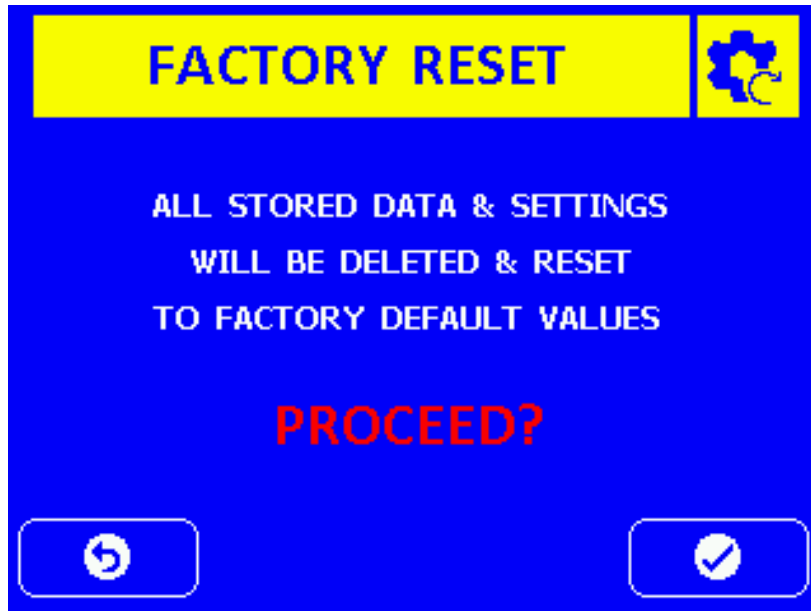 FACTORY RESET
ALL STORED DATA & SETTINGS
WILL BE DELETED & RESET
TO FACTORY DEFAULT VALUES
PROCEED?